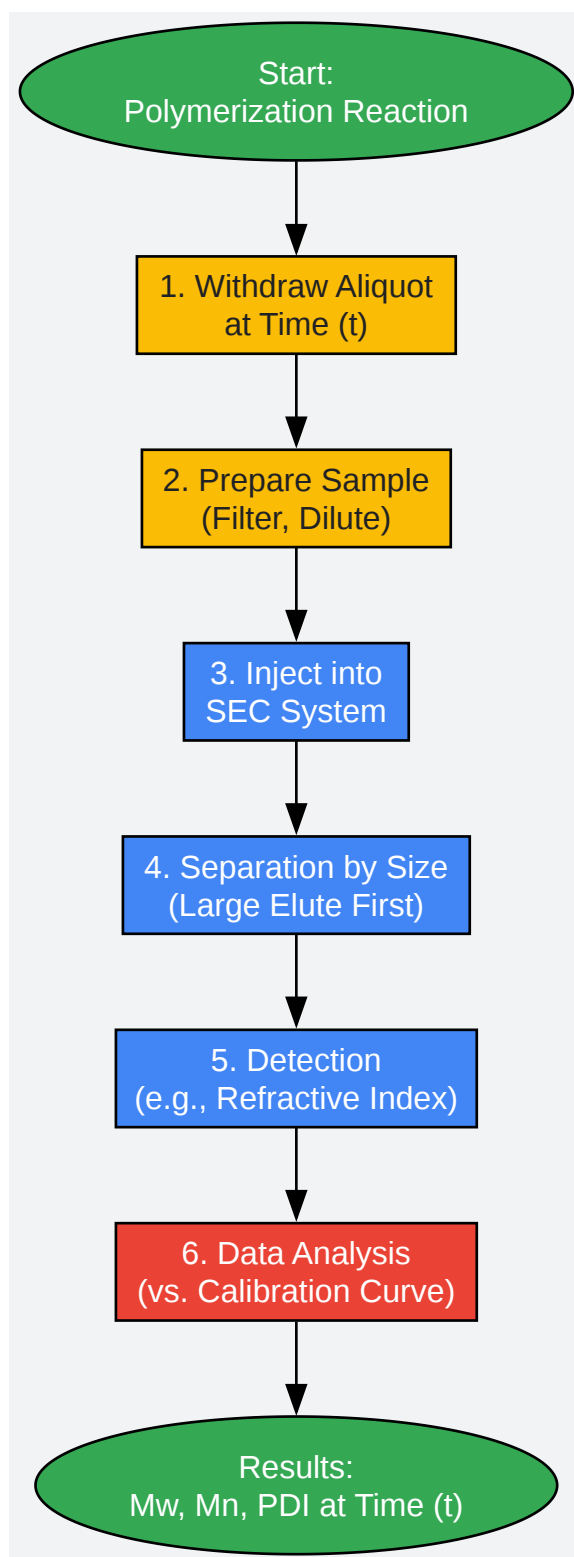 Start:
Polymerization Reaction
1. Withdraw Aliquot
at Time (t)
2. Prepare Sample
(Filter, Dilute)
3. Inject into
SEC System
4. Separation by Size
(Large Elute First)
5. Detection
(e.g., Refractive Index)
6. Data Analysis
(vs. Calibration Curve)
Results:
Mw, Mn, PDI at Time (t)